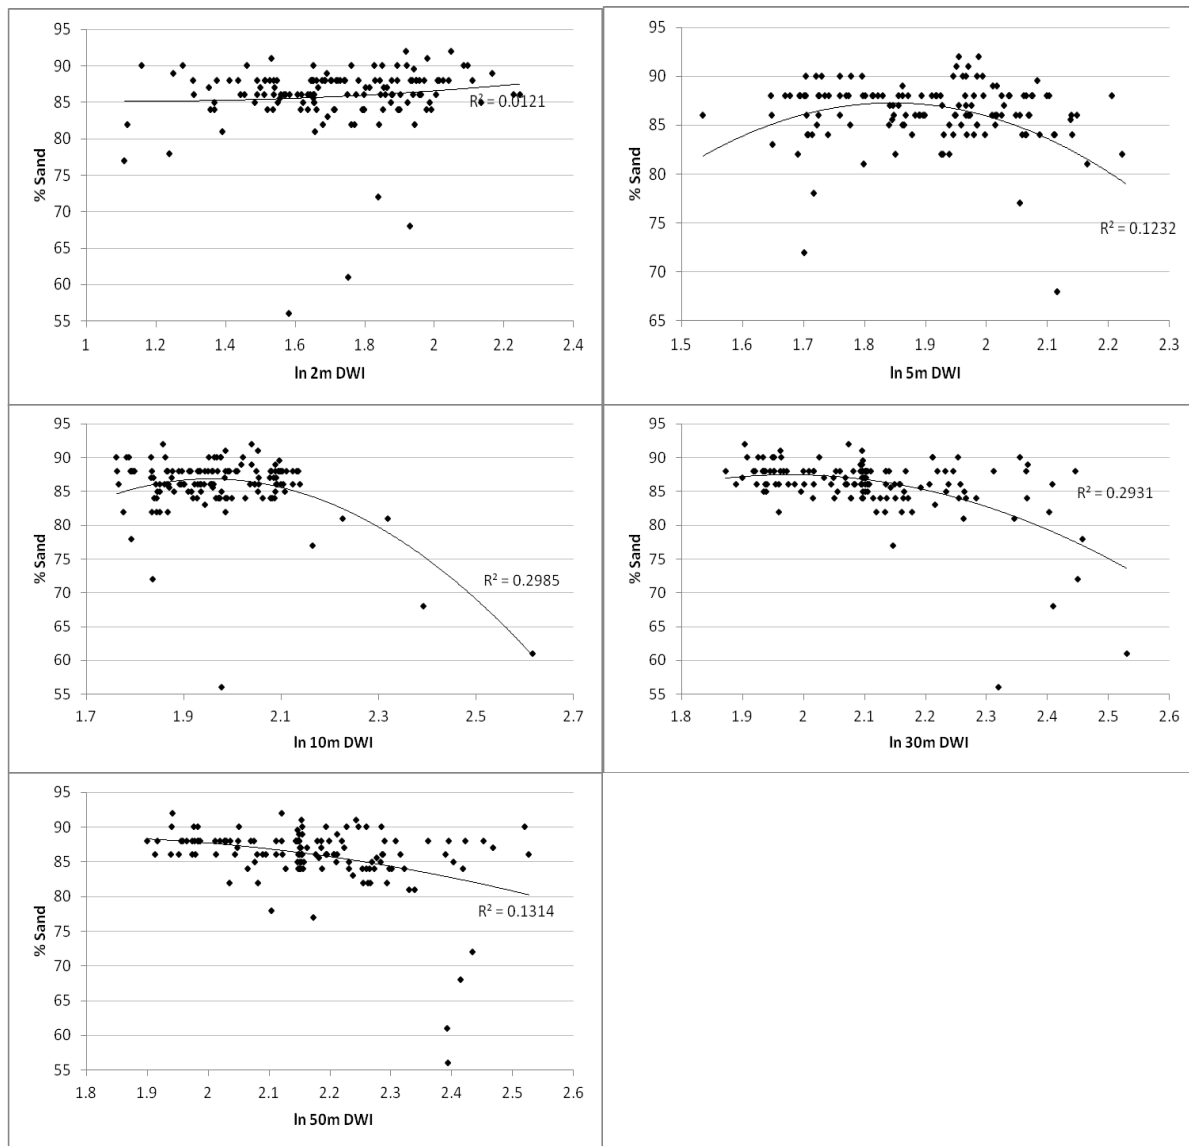 95
90
85
80
75
70
65
60
55
% Sand
R² = 0.0121
1 1.2 1.4 1.6 1.8 2 2.2 2.4
ln 2m DWI
95
90
85
80
75
70
65
% Sand
R² = 0.1232
1.5 1.6 1.7 1.8 1.9 2 2.1 2.2 2.3
ln 5m DWI
95
90
85
80
75
70
65
60
55
% Sand
R² = 0.2985
1.7 1.9 2.1 2.3 2.5 2.7
ln 10m DWI
95
90
85
80
75
70
65
60
55
% Sand
R² = 0.2931
1.8 1.9 2 2.1 2.2 2.3 2.4 2.5 2.6
ln 30m DWI
95
90
85
80
75
70
65
60
55
% Sand
R² = 0.1314
1.8 1.9 2 2.1 2.2 2.3 2.4 2.5 2.6
ln 50m DWI